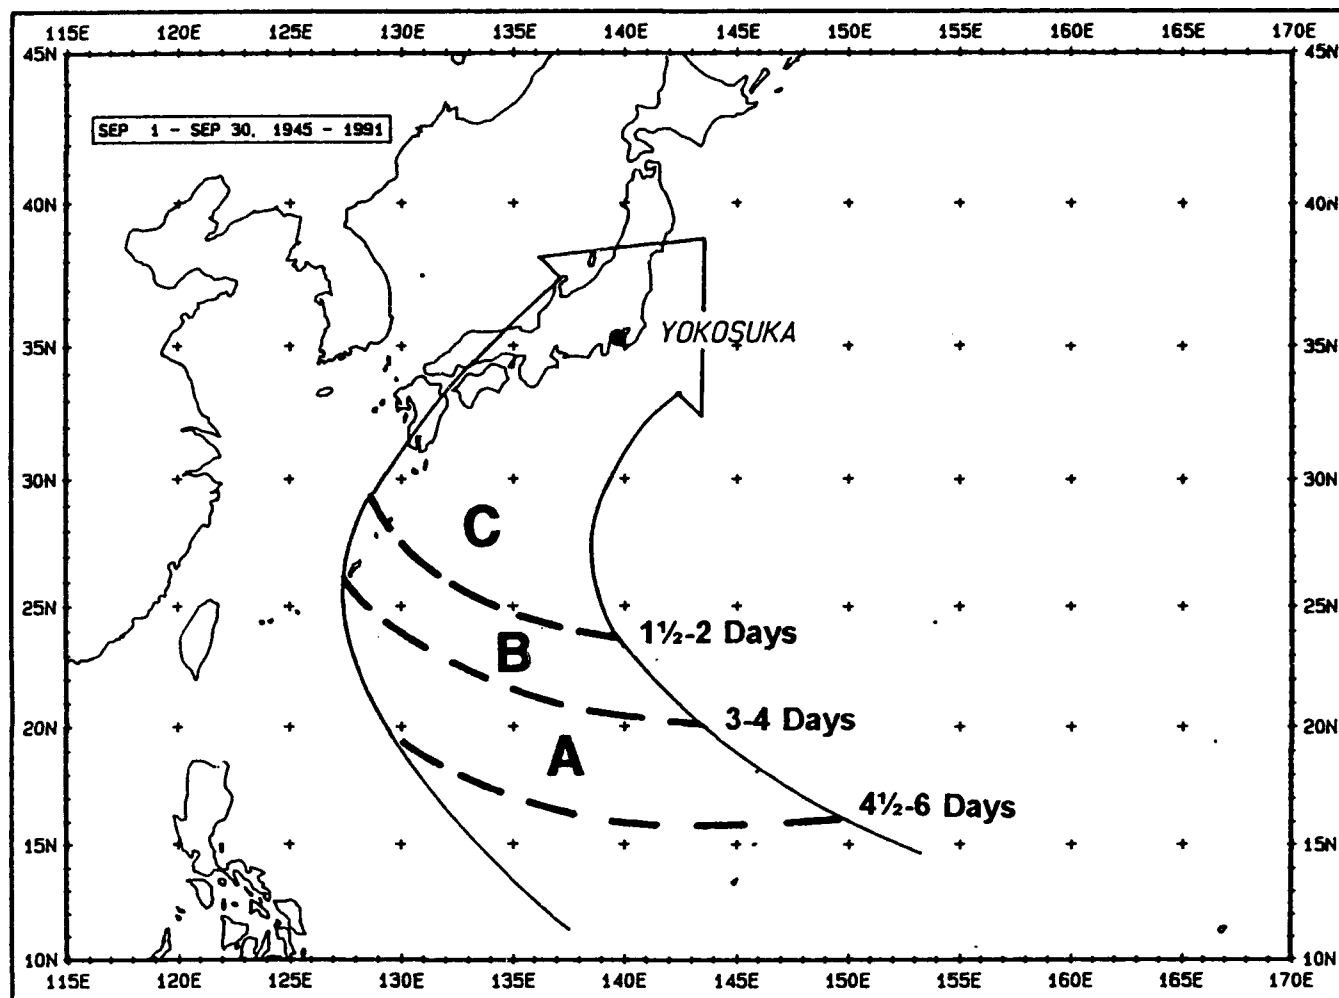 115E 120E 125E 130E 135E 140E 145E 150E 155E 160E 165E 170E
45N 45N
SEP 1 - SEP 30, 1945 - 1991
40N 40N
YOKOSUKA
35N 35N
30N 30N
C
25N 25N
1½-2 Days
B
3-4 Days
20N 20N
A
4½-6 Days
15N 15N
10N 10N
115E 120E 125E 130E 135E 140E 145E 150E 155E 160E 165E 170E